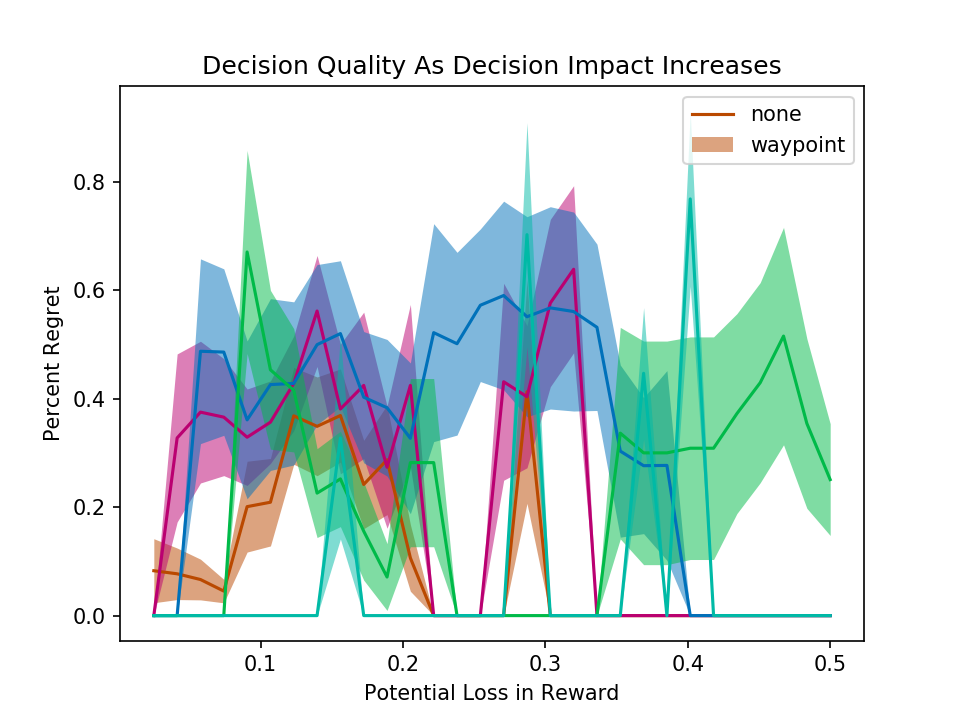 Decision Quality As Decision Impact Increases
none
waypoint
Percent Regret
0.8
0.6
0.4
0.2
0.0
0.1 0.2 0.3 0.4 0.5
Potential Loss in Reward